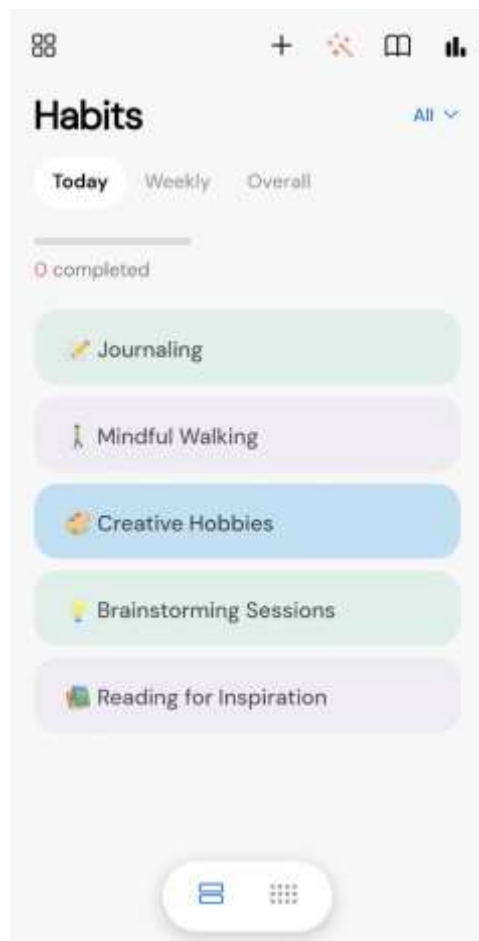 Habits
All
Today Weekly Overall
0 completed
Journaling
Mindful Walking
Creative Hobbies
Brainstorming Sessions
Reading for Inspiration